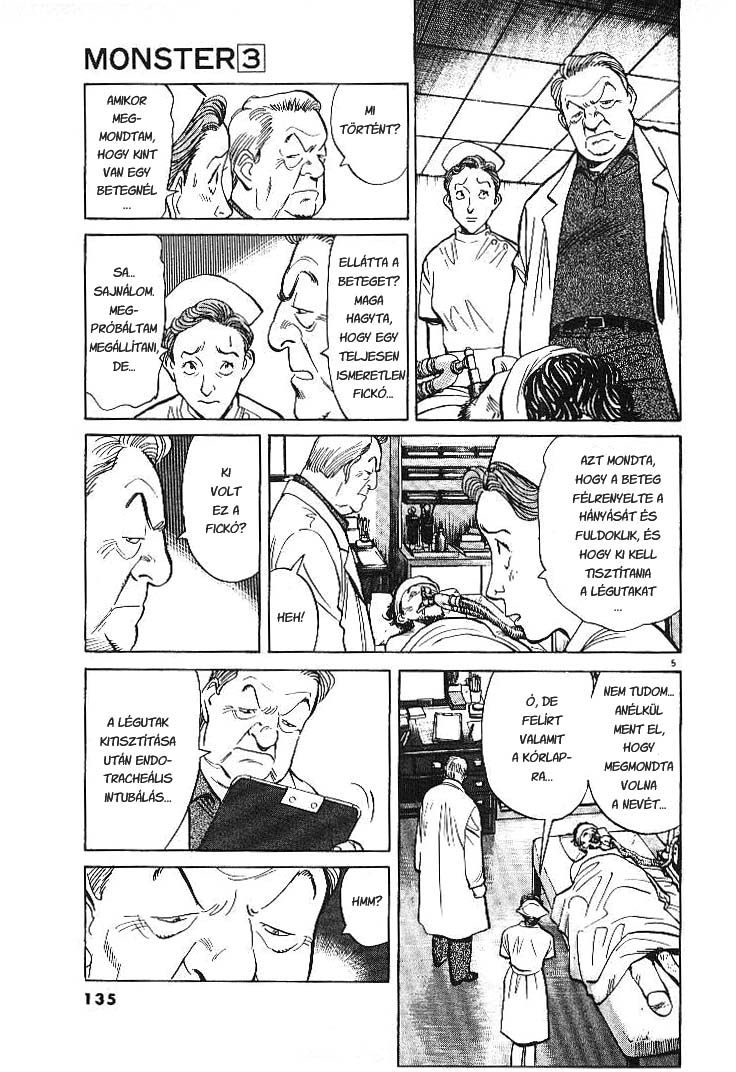 MONSTER 3
MI
TÖRTÉNT?
AMIKOR
MEG-
MONDTAM,
HOGY KINT
VAN EGY
BETEGNÉL
...
ELLÁTTA A
BETEGET?
MAGA
HAGYTA,
HOGY EGY
TELJESEN
ISMERETLEN
FICKÓ...
SA...
SAJNÁLOM.
MEG-
PRÓBÁLTAM
MEGÁLLÍTANI,
DE...
AZT MONDTA,
HOGY A BETEG
FÉLRENYELTE A
HÁNYÁSÁT ÉS
FULDOKLIK, ÉS
HOGY KI KELL
TISZTÍTANIA
A LÉGUTAKAT
...
HEH!
KI
VOLT
EZ A
FICKÓ?
5
NEM TUDOM...
ANÉLKÜL
MENT EL,
HOGY
MEGMONDTA
VOLNA
A NEVÉT...
Ó, DE
FELÍRT
VALAMIT
A KÓRLAP-
RA...
A LÉGUTAK
KITISZTÍTÁSA
UTÁN ENDO-
TRACHEÁLIS
INTUBÁLÁS...
HMM?
135